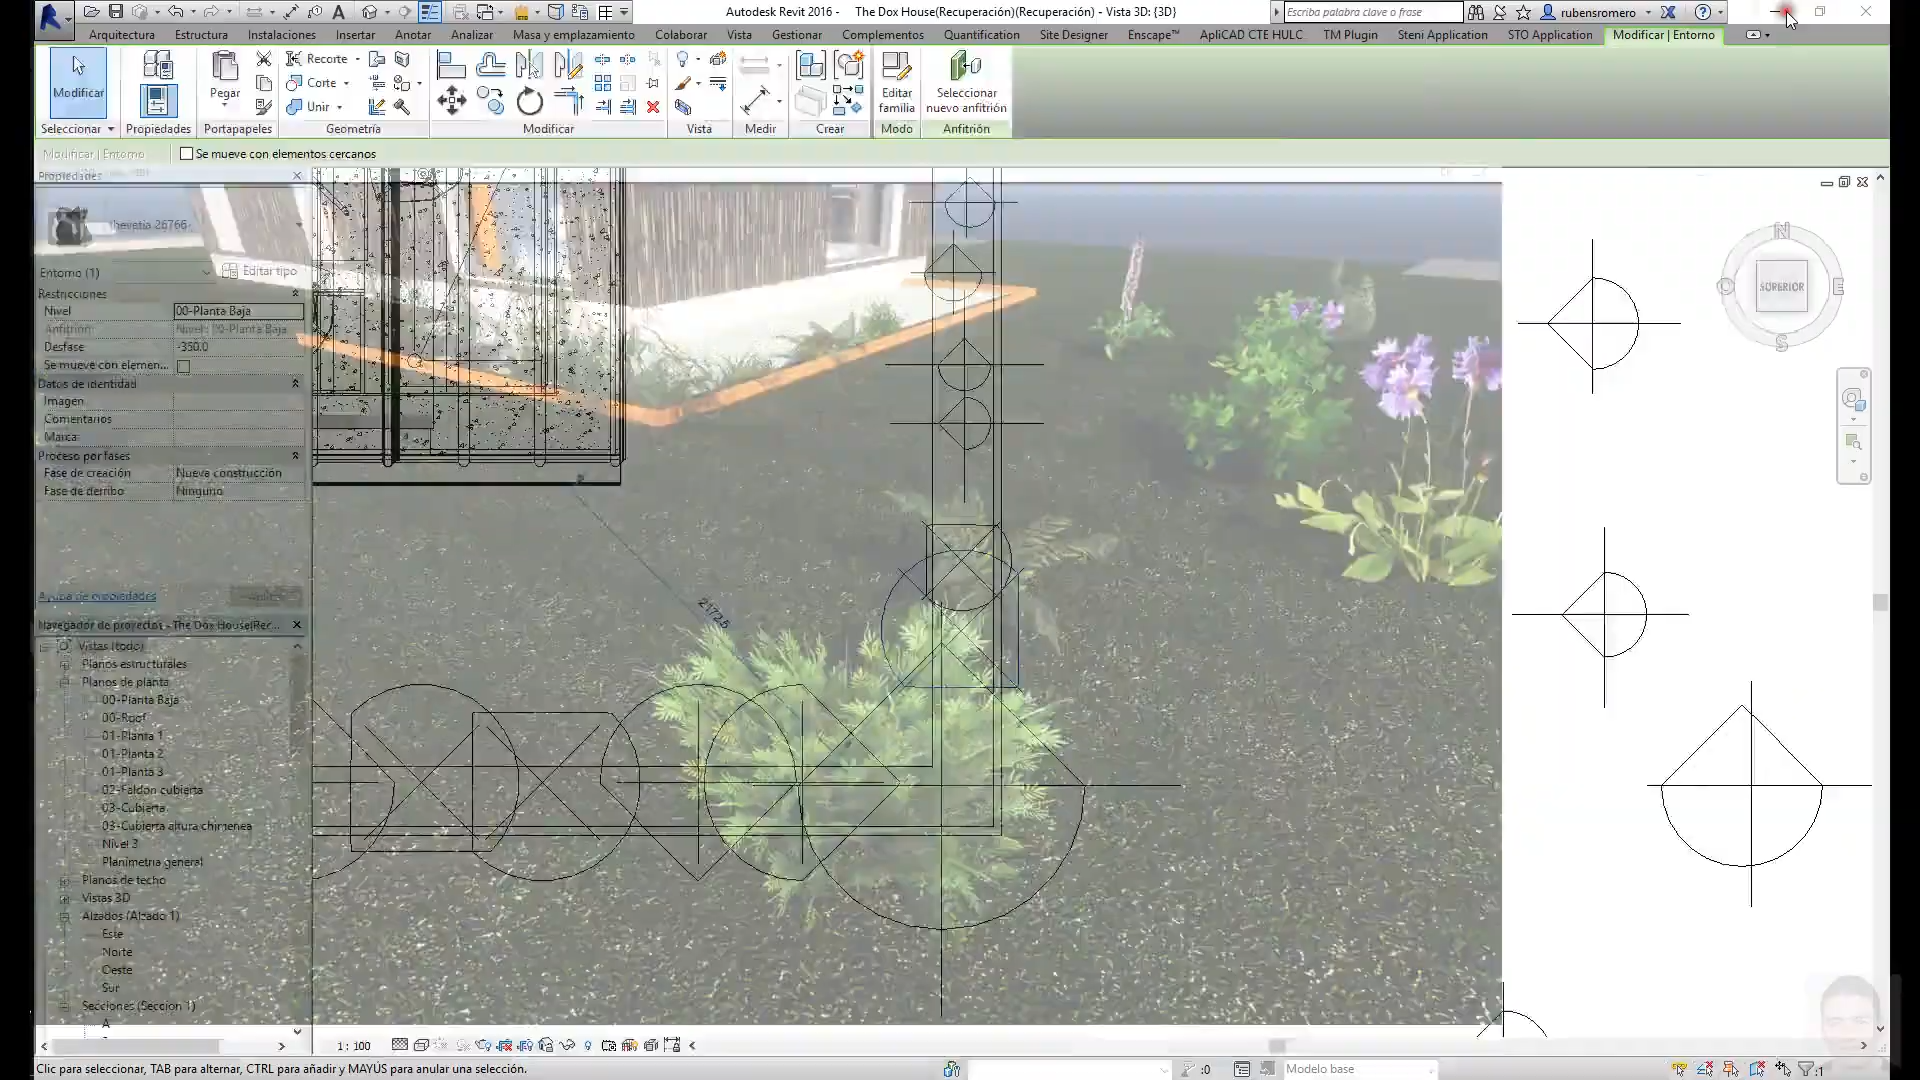 Autodesk Revit 2016 - The Dox House(Recuperación)(Recuperación) - Vista 3D: {3D}
Escriba palabra clave o frase
rubensromero
Arquitectura Estructura Instalaciones Insertar Anotar Analizar Masa y emplazamiento Colaborar Vista Gestionar Complementos Quantification Site Designer Enscape™ ApliCAD CTE HULC TM Plugin Steni Application STO Application Modificar | Entorno
Modificar
Pegar
Recorte
Corte
Unir
Editar familia
Seleccionar nuevo anfitrión
Seleccionar Propiedades Portapapeles Geometría Modificar Vista Medir Crear Modo Anfitrión
Modificar | Entorno
Se mueve con elementos cercanos
Propiedades
Thevetia 26766-
Entorno (1)
Editar tipo
Restricciones
Nivel 00-Planta Baja
Anfitrión Nivel: 00-Planta Baja
Desfase -350.0
Se mueve con elemen...
Datos de identidad
Imagen
Comentarios
Marca
Proceso por fases
Fase de creación Nueva construcción
Fase de derribo Ninguno
Ayuda de propiedades
Navegador de proyectos - The Dox House(Rec...
Vistas (todo)
Planos estructurales
Planos de planta
00-Planta Baja
00-Roof
01-Planta 1
01-Planta 2
01-Planta 3
02-Faldon cubierta
03-Cubierta
03-Cubierta altura chimenea
Nivel 3
Planimetria general
Planos de techo
Vistas 3D
Alzados (Alzado 1)
Este
Norte
Oeste
Sur
Secciones (Seccion 1)
A
21725
N
SUPERIOR
E
S
O
1 : 100
Clic para seleccionar, TAB para alternar, CTRL para añadir y MAYÚS para anular una selección.
:0
Modelo base
:1